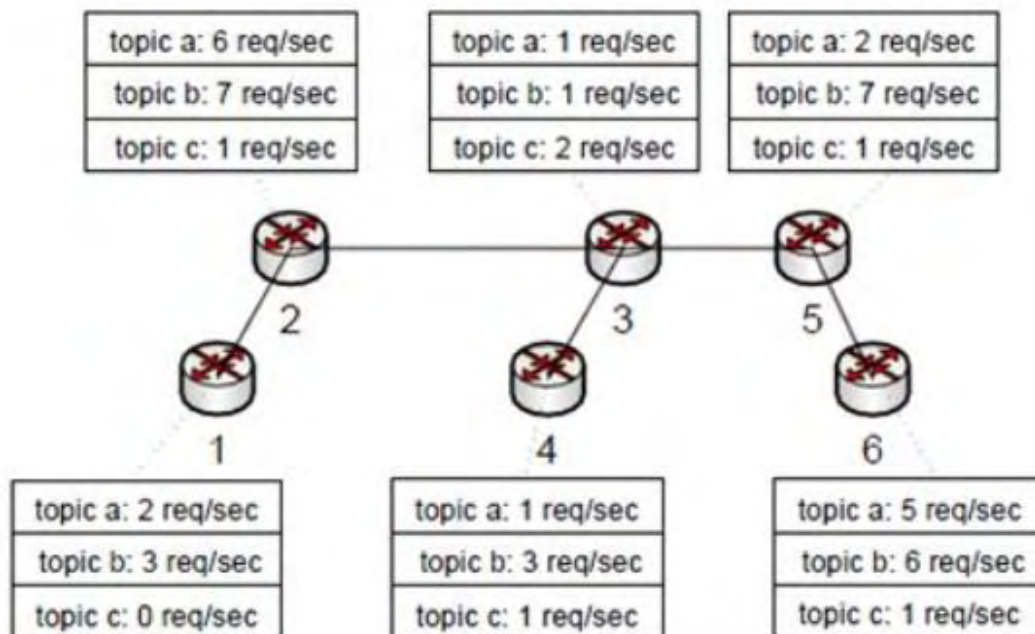 topic a: 6 req/sec
topic b: 7 req/sec
topic c: 1 req/sec
topic a: 1 req/sec
topic b: 1 req/sec
topic c: 2 req/sec
topic a: 2 req/sec
topic b: 7 req/sec
topic c: 1 req/sec
2
3
5
1
4
6
topic a: 2 req/sec
topic b: 3 req/sec
topic c: 0 req/sec
topic a: 1 req/sec
topic b: 3 req/sec
topic c: 1 req/sec
topic a: 5 req/sec
topic b: 6 req/sec
topic c: 1 req/sec